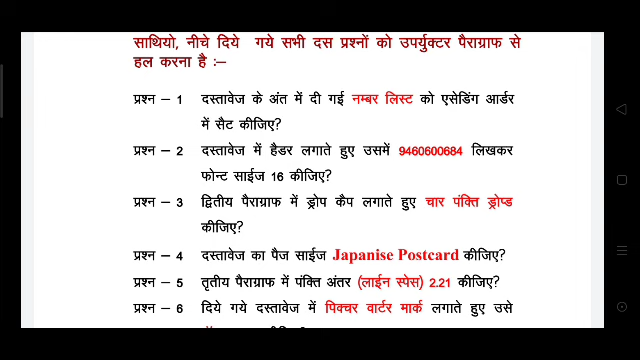 साथियो, नीचे दिये गये सभी दस प्रश्नों को उपर्युक्टर पैराग्राफ से
हल करना है :–
प्रश्न – 1 दस्तावेज के अंत में दी गई नम्बर लिस्ट को एसेडिंग आर्डर
में सैट कीजिए?
प्रश्न – 2 दस्तावेज में हैडर लगाते हुए उसमें 9460600684 लिखकर
फोन्ट साईज 16 कीजिए?
प्रश्न – 3 द्वितीय पैराग्राफ में ड्रोप कैप लगाते हुए चार पंक्ति ड्रोप्ड
कीजिए?
प्रश्न – 4 दस्तावेज का पैज साईज Japanise Postcard कीजिए?
प्रश्न – 5 तृतीय पैराग्राफ में पंक्ति अंतर (लाईन स्पेस) 2.21 कीजिए?
प्रश्न – 6 दिये गये दस्तावेज में पिक्चर वार्टर मार्क लगाते हुए उसे